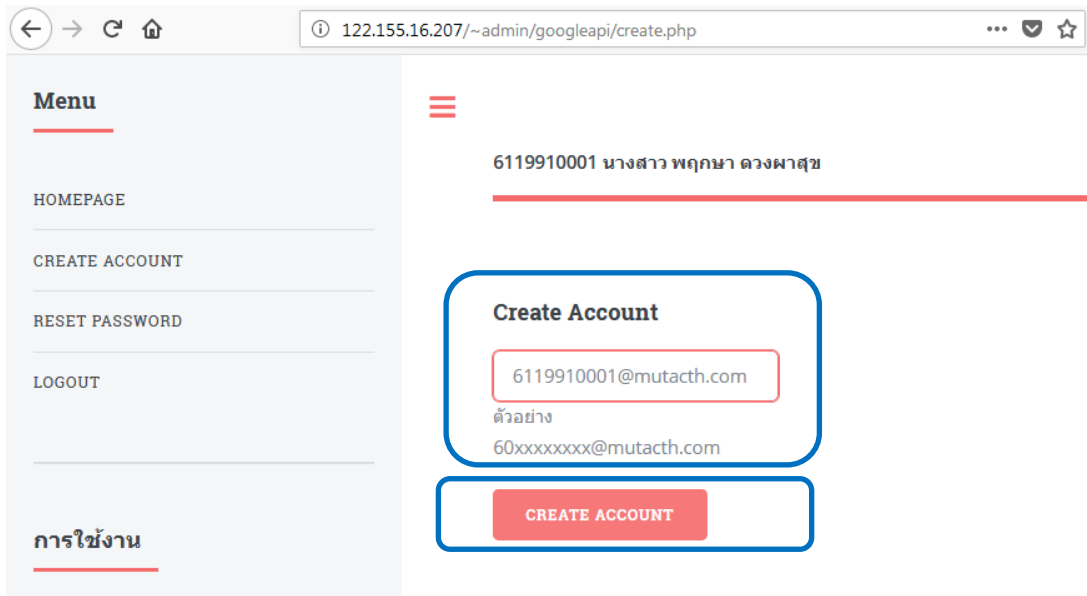 122.155.16.207/~admin/googleapi/create.php
Menu
HOMEPAGE
CREATE ACCOUNT
RESET PASSWORD
LOGOUT
การใช้งาน
6119910001 นางสาว พฤกษา ดวงผาสุข
Create Account
6119910001@mutacth.com
ตัวอย่าง
60xxxxxxxx@mutacth.com
CREATE ACCOUNT